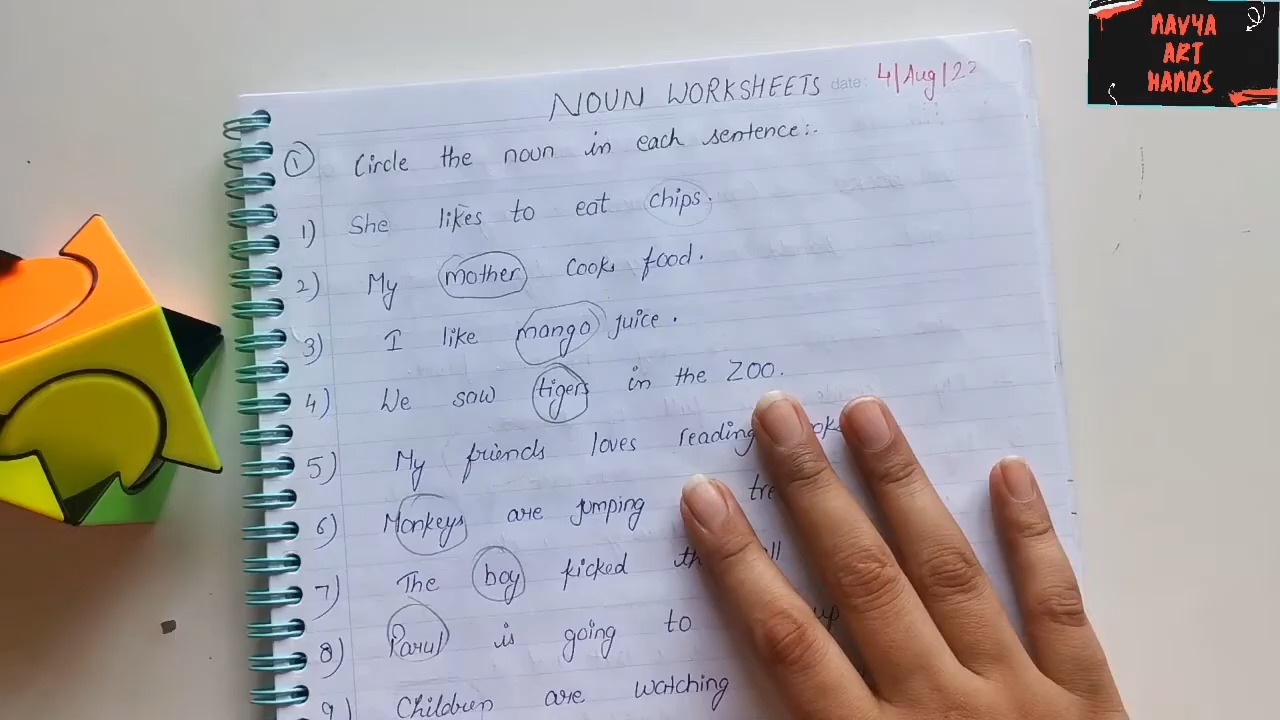 NAVYA
ART
HANDS
NOUN WORKSHEETS date: 4/Aug/22
1 Circle the noun in each sentence:.
1) She likes to eat chips.
2) My mother cooks food.
3) I like mango juice.
4) We saw tigers in the ZOO.
5) My friends loves reading
6) Monkeys are jumping
7) The boy kicked
8) Parul is going to
9) Children are watching